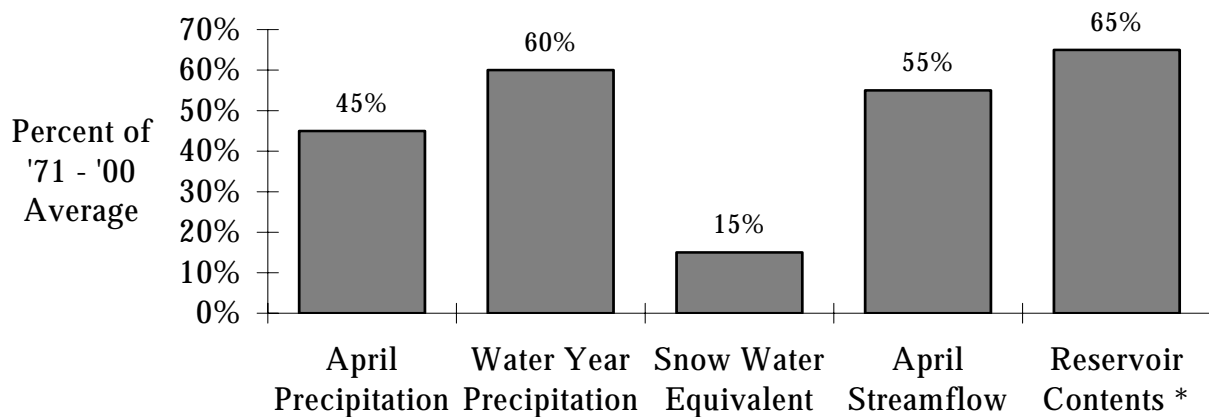 Percent of
'71 - '00
Average
70%
60%
50%
40%
30%
20%
10%
0%
45%
60%
15%
55%
65%
April
Precipitation
Water Year
Precipitation
Snow Water
Equivalent
April
Streamflow
Reservoir
Contents *